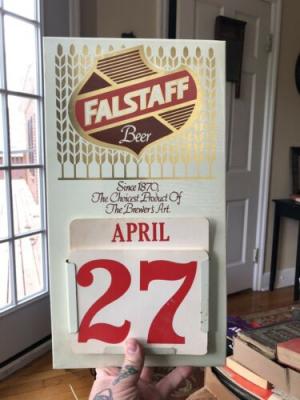 FALSTAFF
Beer
Since 1870,
The Choicest Product Of
The Brewer's Art.
APRIL
27